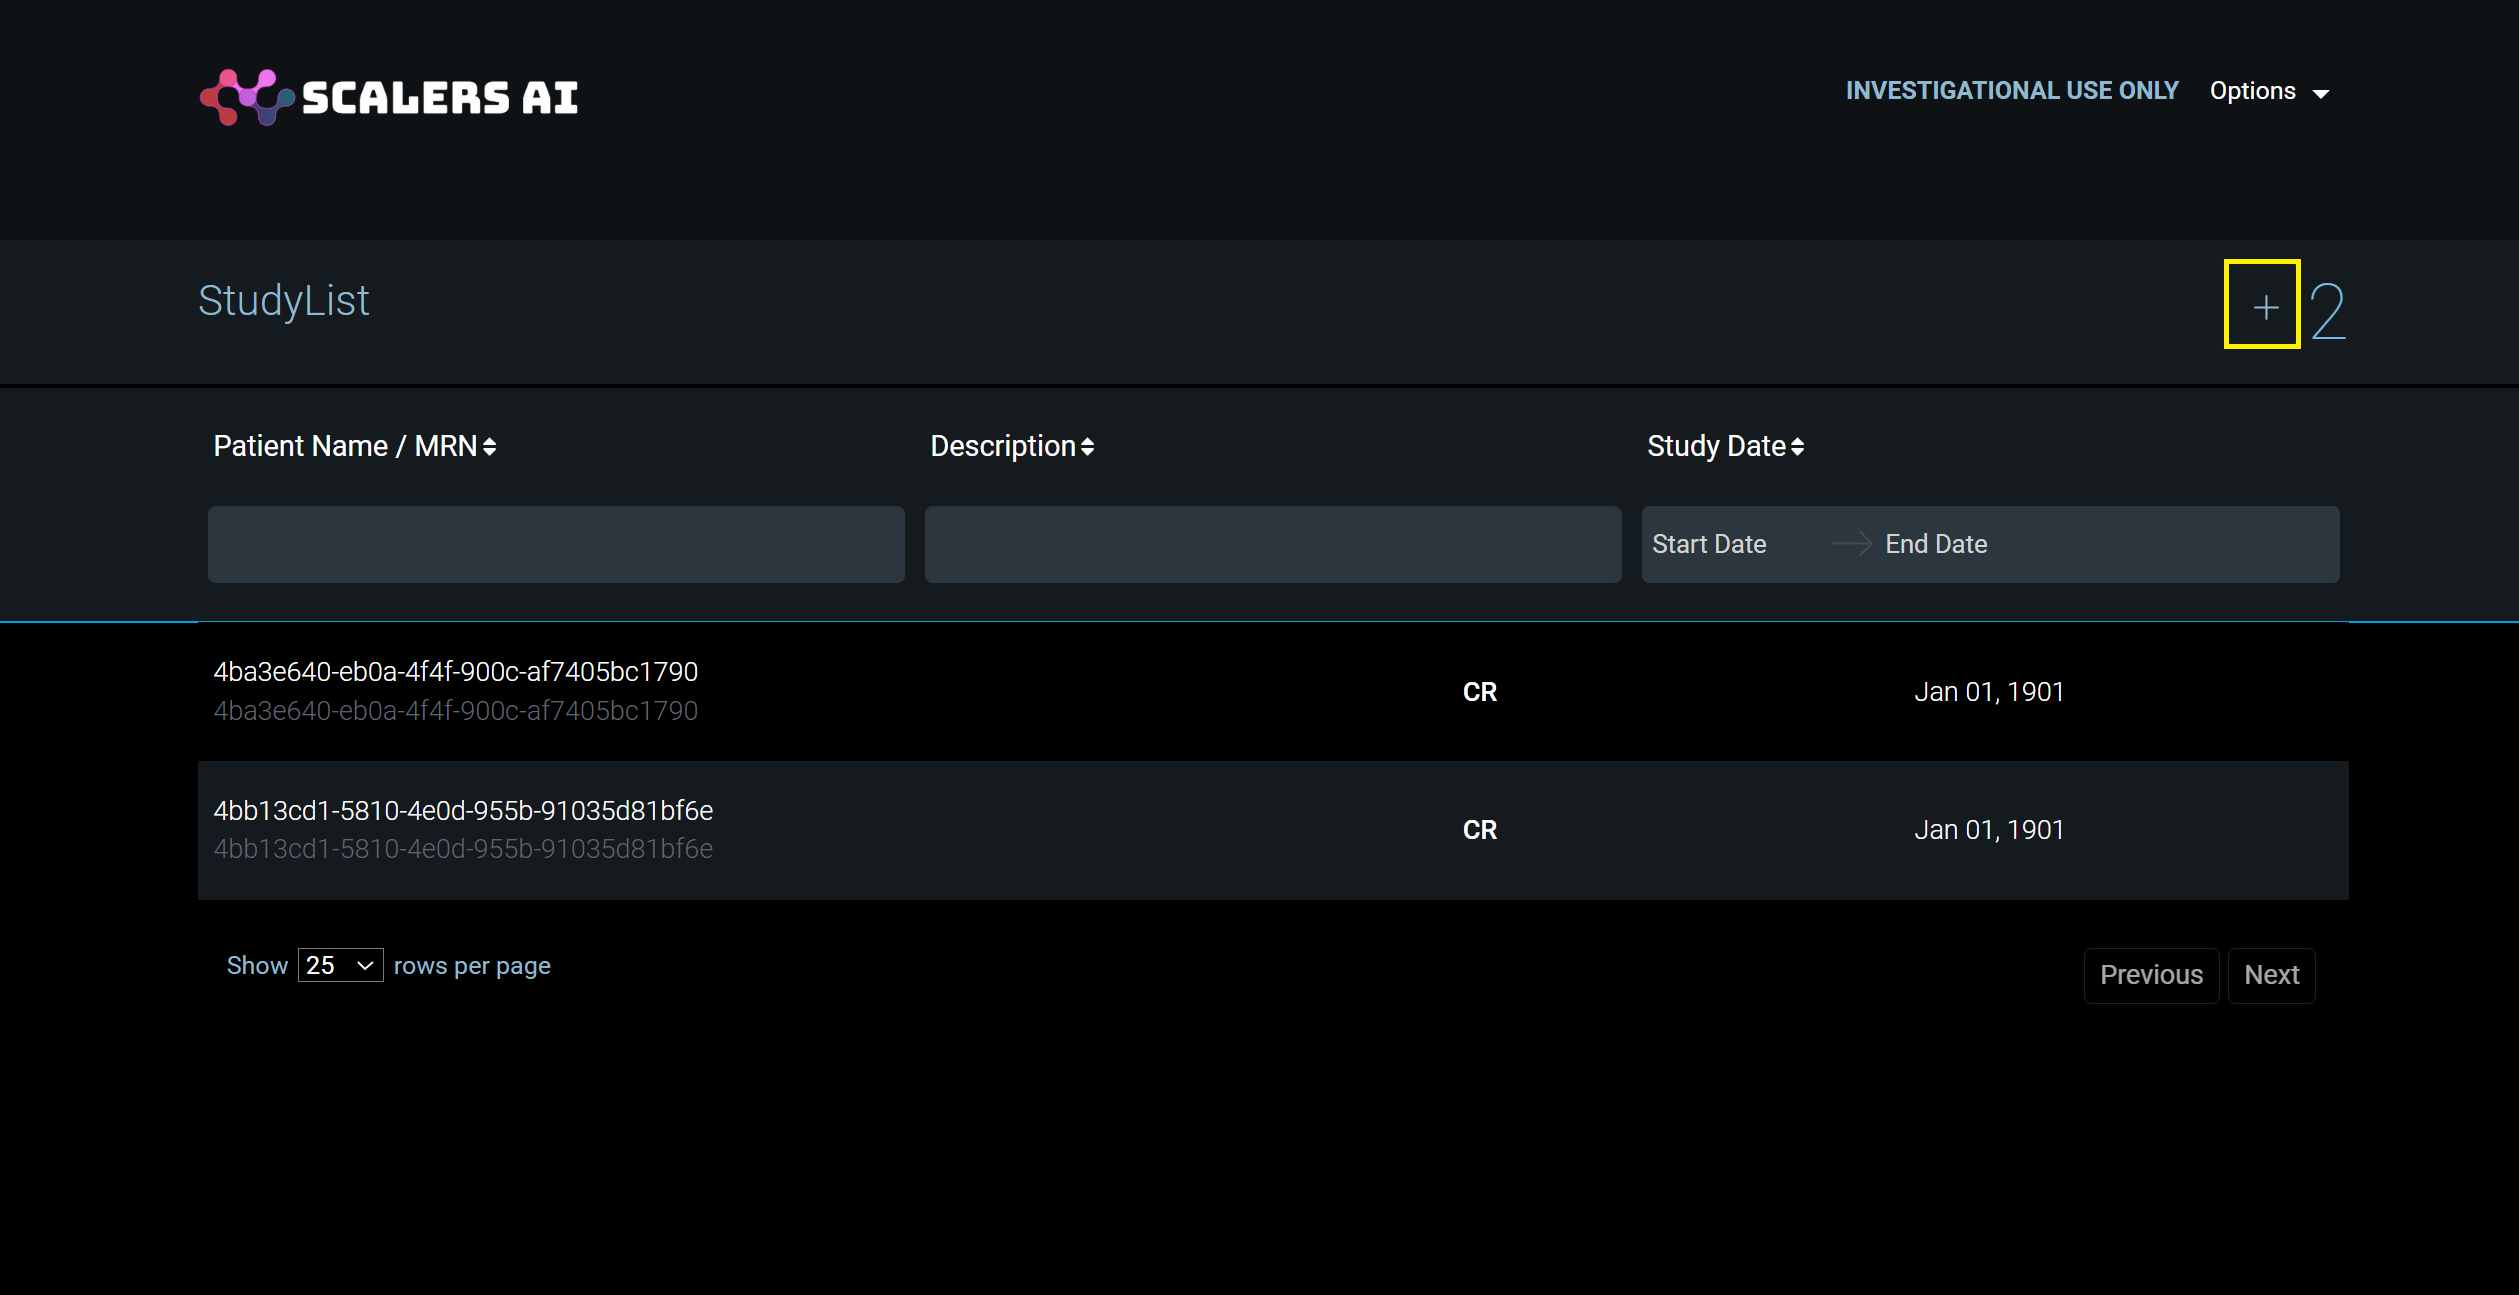 SCALERS AI
INVESTIGATIONAL USE ONLY Options
StudyList
+ 2
Patient Name / MRN Description Study Date
Start Date End Date
4ba3e640-eb0a-4f4f-900c-af7405bc1790
4ba3e640-eb0a-4f4f-900c-af7405bc1790
CR Jan 01, 1901
4bb13cd1-5810-4e0d-955b-91035d81bf6e
4bb13cd1-5810-4e0d-955b-91035d81bf6e
CR Jan 01, 1901
Show 25 rows per page
Previous Next